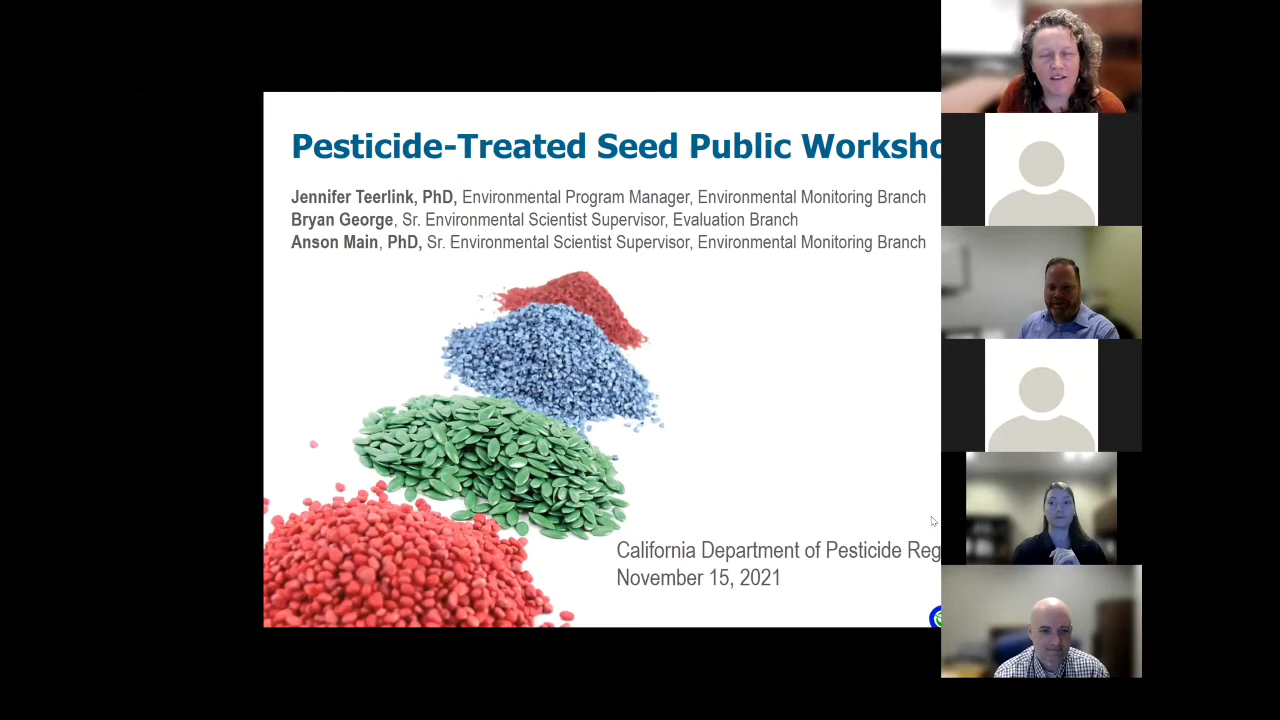 Pesticide-Treated Seed Public Worksho
Jennifer Teerlink, PhD, Environmental Program Manager, Environmental Monitoring Branch
Bryan George, Sr. Environmental Scientist Supervisor, Evaluation Branch
Anson Main, PhD, Sr. Environmental Scientist Supervisor, Environmental Monitoring Branch
California Department of Pesticide Reg
November 15, 2021